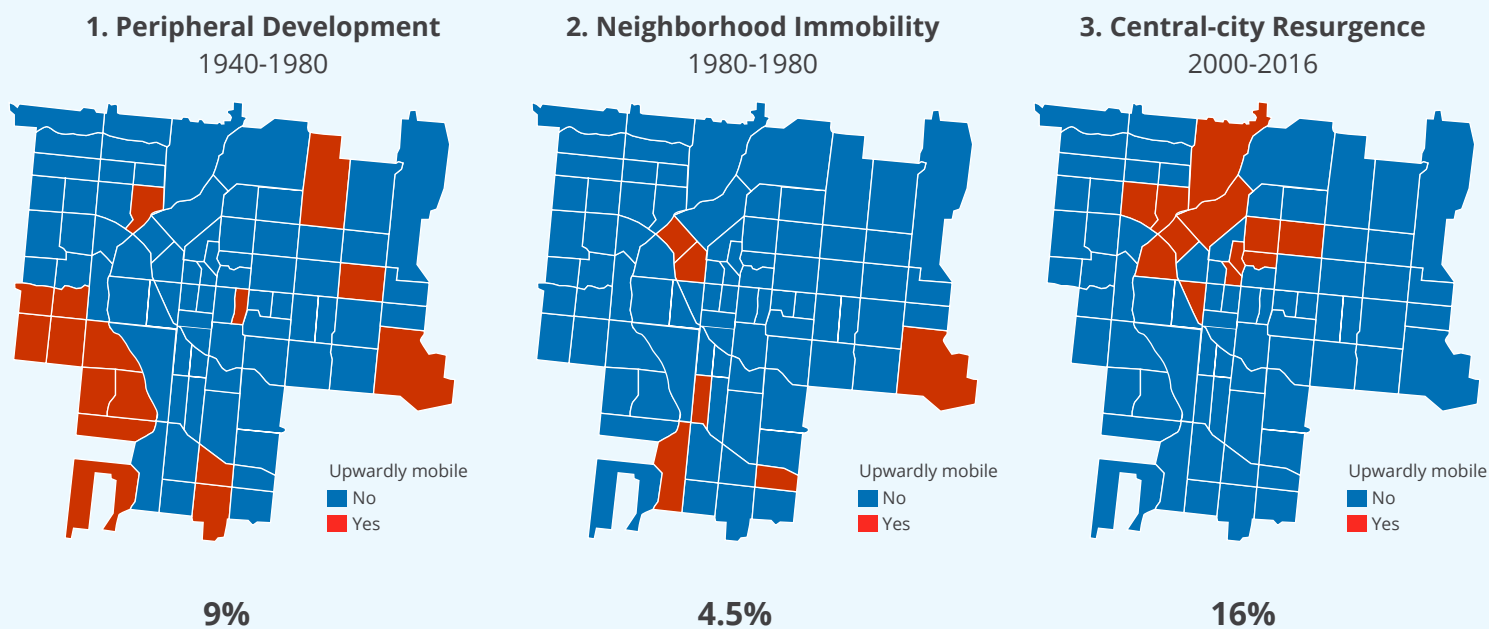 1. Peripheral Development
1940-1980
Upwardly mobile
No
Yes
9%
2. Neighborhood Immobility
1980-1980
Upwardly mobile
No
Yes
4.5%
3. Central-city Resurgence
2000-2016
Upwardly mobile
No
Yes
16%